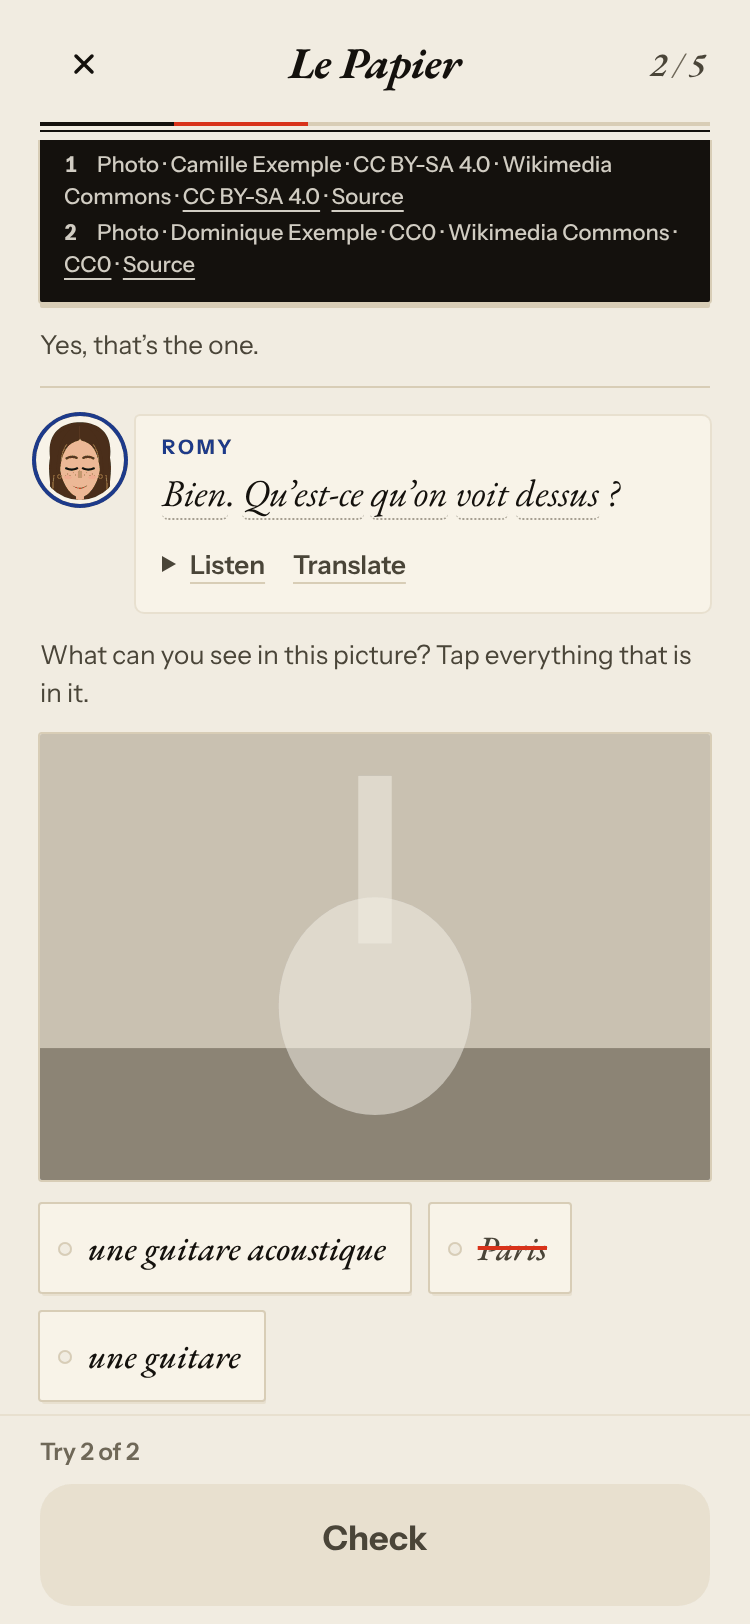 Le Papier
2/5
1 Photo · Camille Exemple · CC BY-SA 4.0 · Wikimedia
Commons · CC BY-SA 4.0 · Source
2 Photo · Dominique Exemple · CC0 · Wikimedia Commons ·
CC0 · Source
Yes, that’s the one.
ROMY
Bien. Qu’est-ce qu’on voit dessus ?
Listen Translate
What can you see in this picture? Tap everything that is
in it.
une guitare acoustique
Paris
une guitare
Try 2 of 2
Check